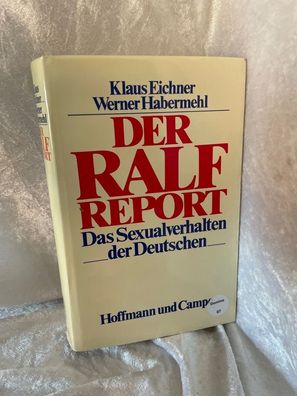 Klaus Eichner
Werner Habermehl
DER
RALF
REPORT
Das Sexualverhalten
der Deutschen
Hoffmann und Camp